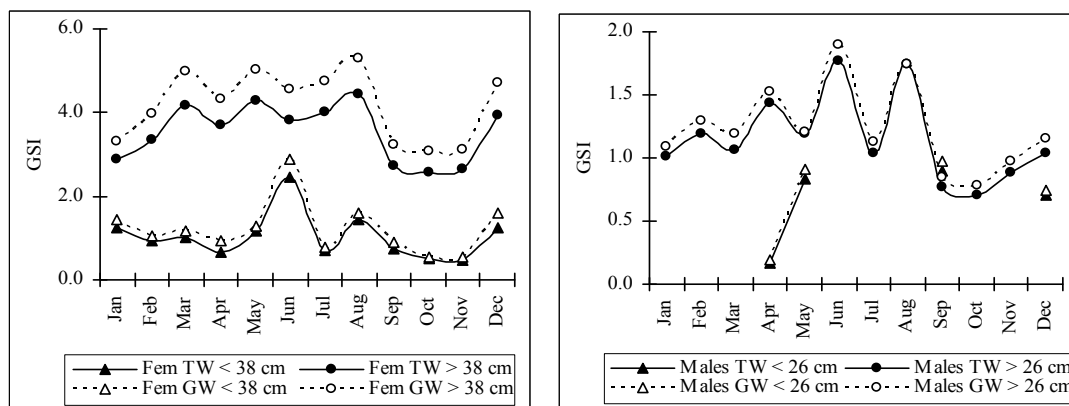 6.0
4.0
2.0
0.0
GSI
Jan Feb Mar Apr May Jun Jul Aug Sep Oct Nov Dec
Fem TW < 38 cm Fem TW > 38 cm
Fem GW < 38 cm Fem GW > 38 cm
2.0
1.5
1.0
0.5
0.0
GSI
Jan Feb Mar Apr May Jun Jul Aug Sep Oct Nov Dec
Males TW < 26 cm Males TW > 26 cm
Males GW < 26 cm Males GW > 26 cm